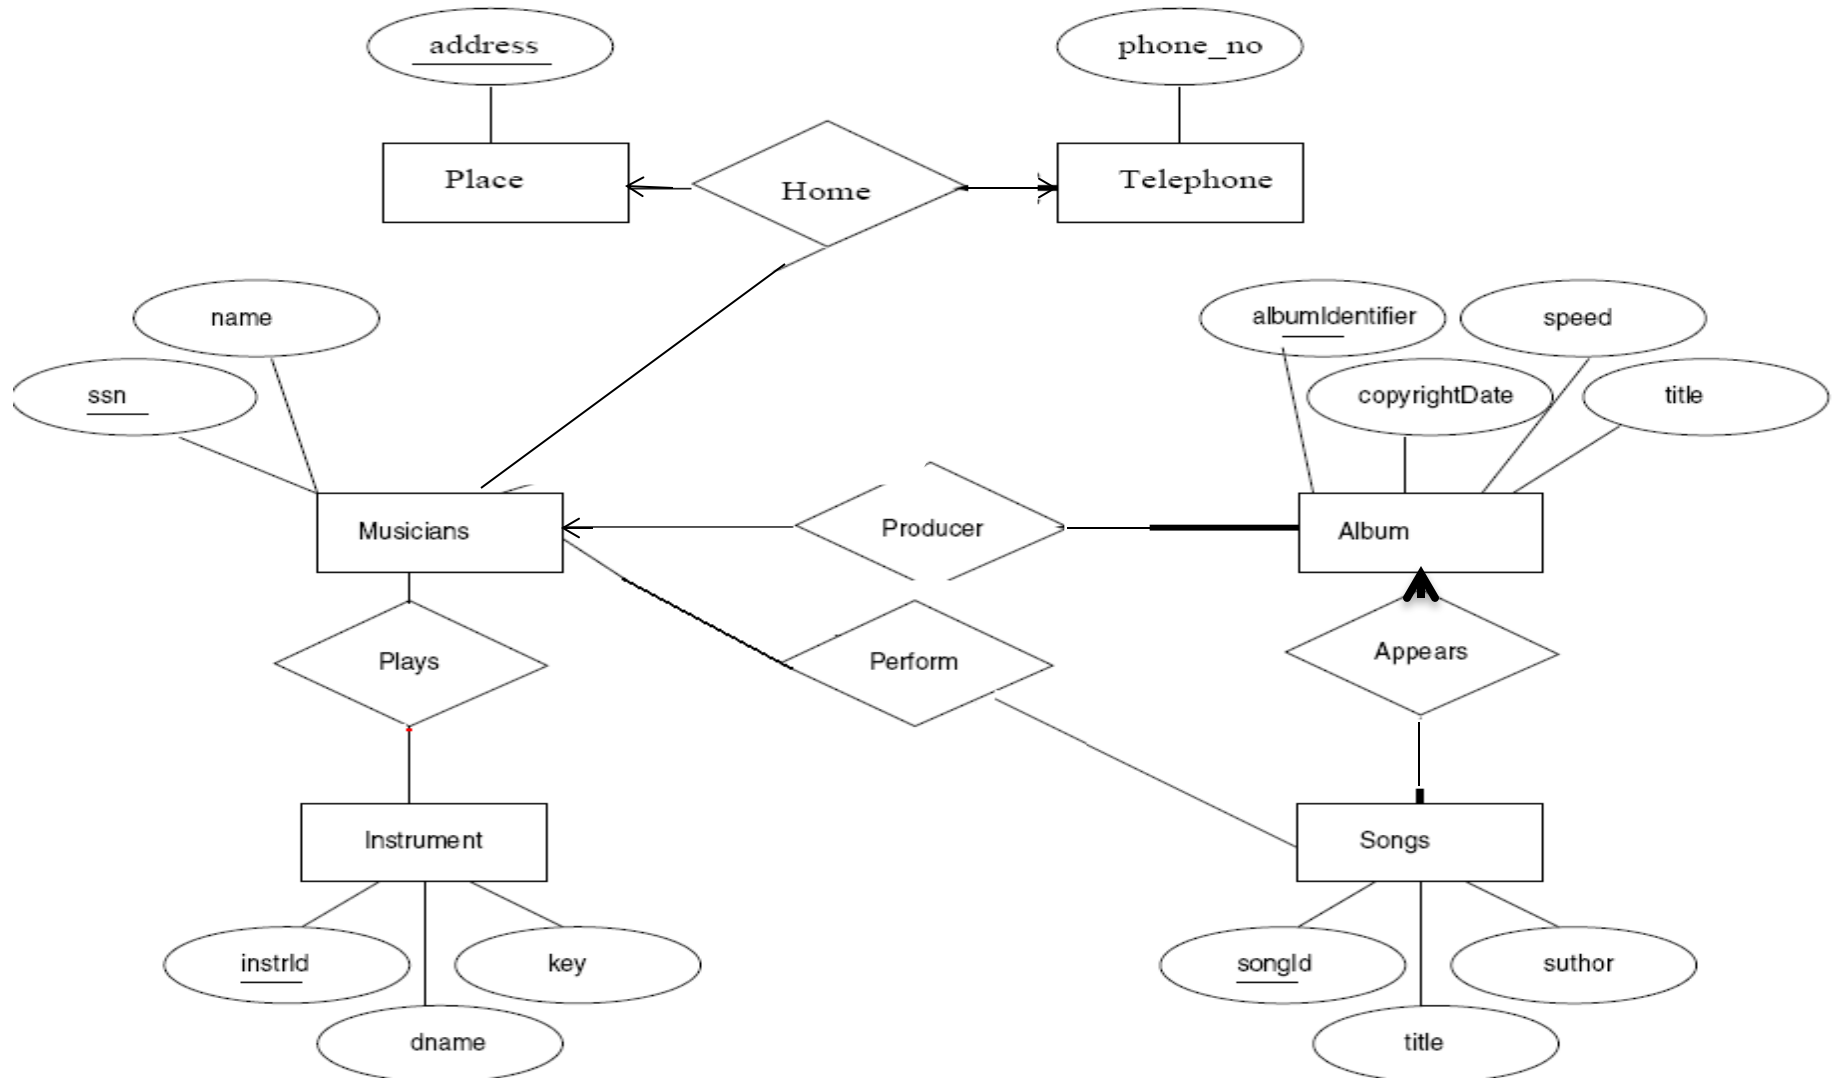 address
phone_no
Place
Home
Telephone
name
albumIdentifier
speed
ssn
copyrightDate
title
Musicians
Producer
Album
Plays
Perform
Appears
Instrument
Songs
instrId
key
songId
suthor
dname
title